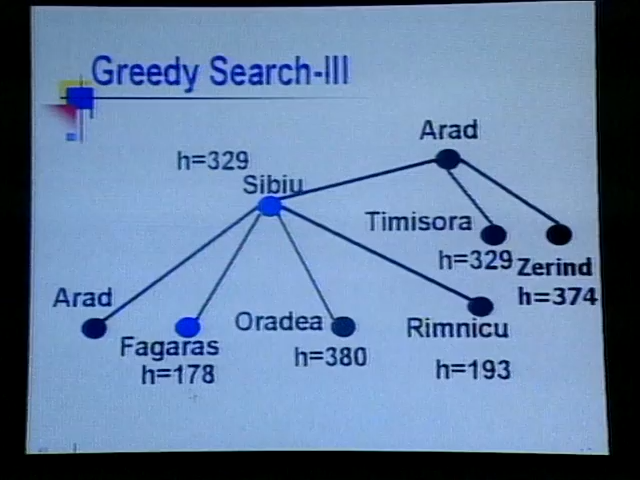 Greedy Search-III
Arad
h=329
Sibiu
Timisora
h=329
Zerind
h=374
Arad
Fagaras
h=178
Oradea
h=380
Rimnicu
h=193